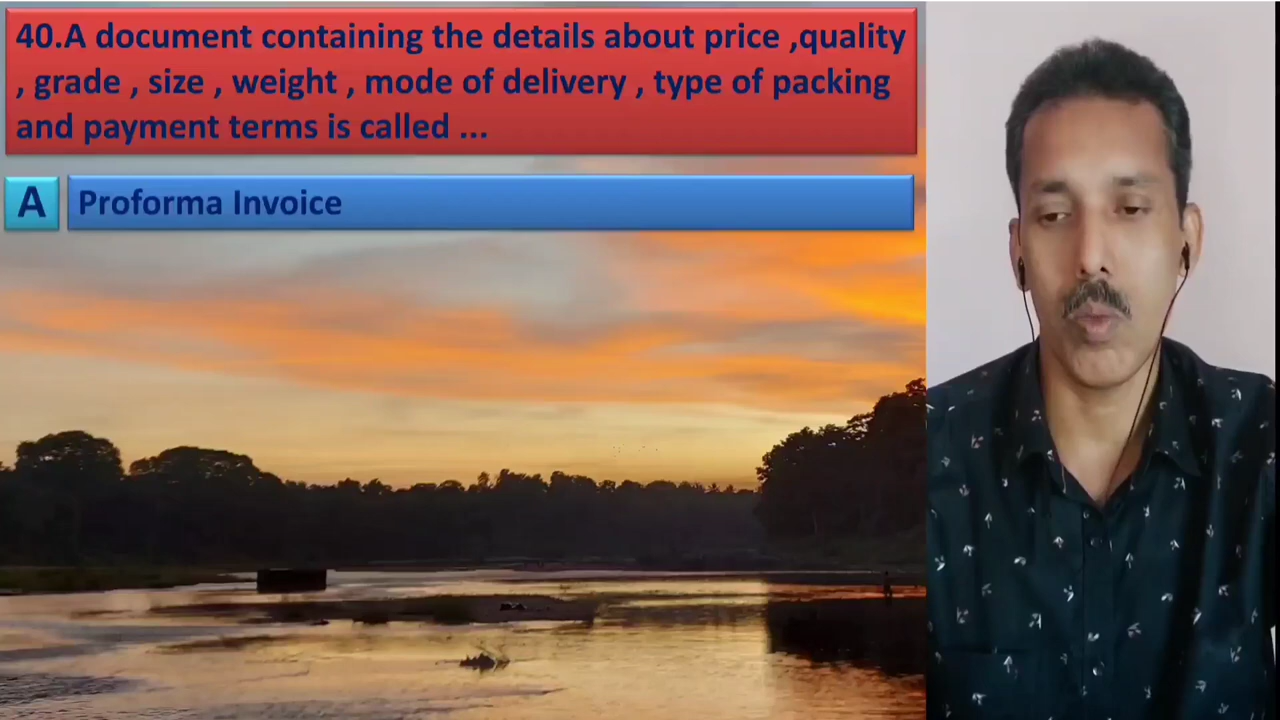 40.A document containing the details about price ,quality
, grade , size , weight , mode of delivery , type of packing
and payment terms is called ...
A
Proforma Invoice